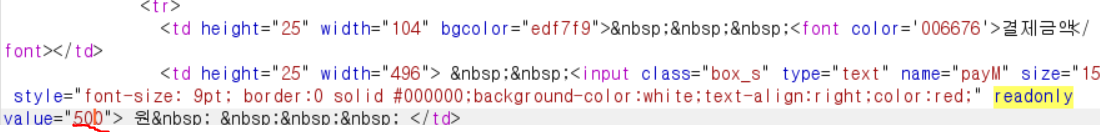 <tr>
<td height="25" width="104" bgcolor="edf7f9">&nbsp;&nbsp;&nbsp;<font color='006676'>결제금액</
font></td>
<td height="25" width="496"> &nbsp;&nbsp;<input class="box_s" type="text" name="payM" size="15
style="font-size: 9pt; border:0 solid #000000;background-color:white;text-align:right;color:red;" readonly
value="500"> 원&nbsp; &nbsp;&nbsp;&nbsp; </td>